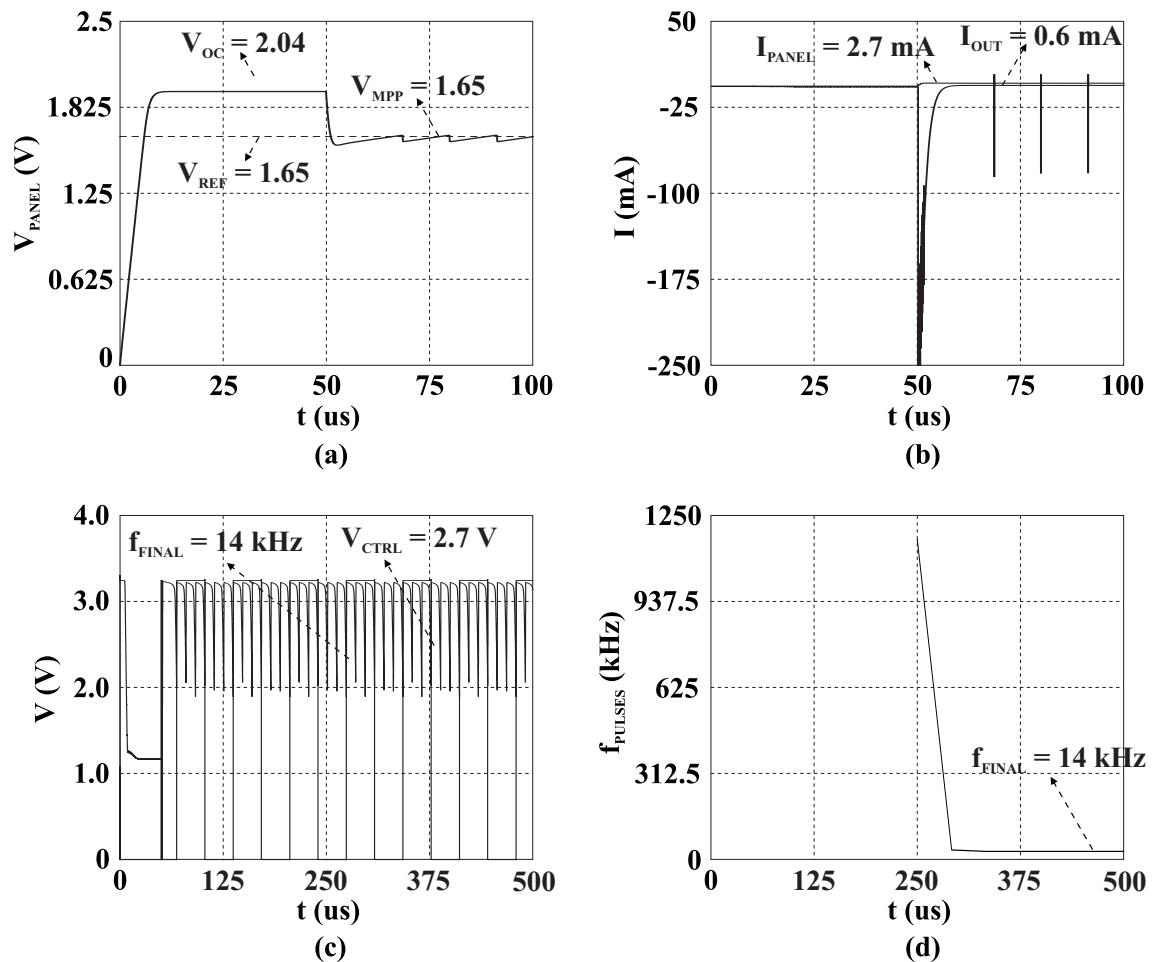 2.5
V_OC = 2.04
V_MPP = 1.65
1.825
V_REF = 1.65
1.25
0.625
0
V_PANEL (V)
0 25 50 75 100
t (us)
(a)
50
I_PANEL = 2.7 mA
I_OUT = 0.6 mA
-25
-100
-175
-250
I (mA)
0 25 50 75 100
t (us)
(b)
4.0
f_FINAL = 14 kHz
V_CTRL = 2.7 V
3.0
2.0
1.0
0
V (V)
0 125 250 375 500
t (us)
(c)
1250
937.5
625
312.5
f_FINAL = 14 kHz
0
f_PULSES (kHz)
0 125 250 375 500
t (us)
(d)